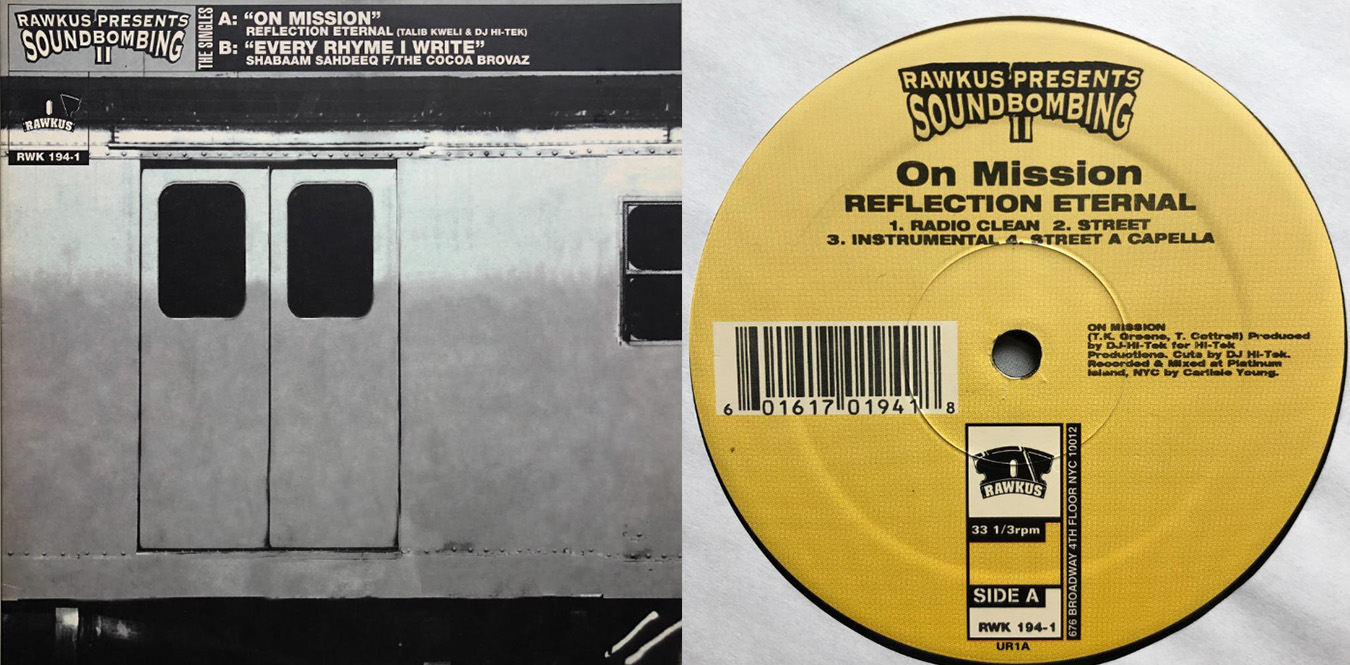 RAWKUS PRESENTS
SOUNDBOMBING
II
THE SINGLES
A: “ON MISSION”
REFLECTION ETERNAL (TALIB KWELI & DJ HI-TEK)
B: “EVERY RHYME I WRITE”
SHABAAM SAHDEEQ F/THE COCOA BROVAZ
RAWKUS
RWK 194-1
RAWKUS PRESENTS
SOUNDBOMBING
II
On Mission
REFLECTION ETERNAL
1. RADIO CLEAN 2. STREET
3. INSTRUMENTAL 4. STREET A CAPELLA
6 01617 01941 8
ON MISSION
(T.K. Greene, T. Cottrell) Produced
by DJ-Hi-Tek for Hi-Tek
Productions. Cuts by DJ Hi-Tek.
Recorded & Mixed at Platinum
Island, NYC by Carlisle Young.
RAWKUS
33 1/3rpm
SIDE A
RWK 194-1
676 BROADWAY 4TH FLOOR NYC 10012
UR1A